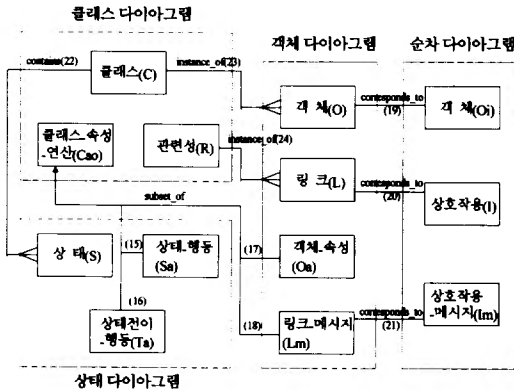 클래스 다이아그램
객체 다이아그램
순차 다이아그램
contains(22)
클래스(C)
instance_of(23)
객 체(O)
corresponds_to
(19)
객 체(Oi)
클래스-속성
-연산(Cao)
관련성(R)
instance_of(24)
링 크(L)
corresponds_to
(20)
상호작용(I)
subset_of
상 태(S)
(15)
상태-행동
(Sa)
(17)
객체-속성
(Oa)
(16)
상태전이
-행동(Ta)
(18)
링크-메시지
(Lm)
corresponds_to
(21)
상호작용
-메시지(Im)
상태 다이아그램